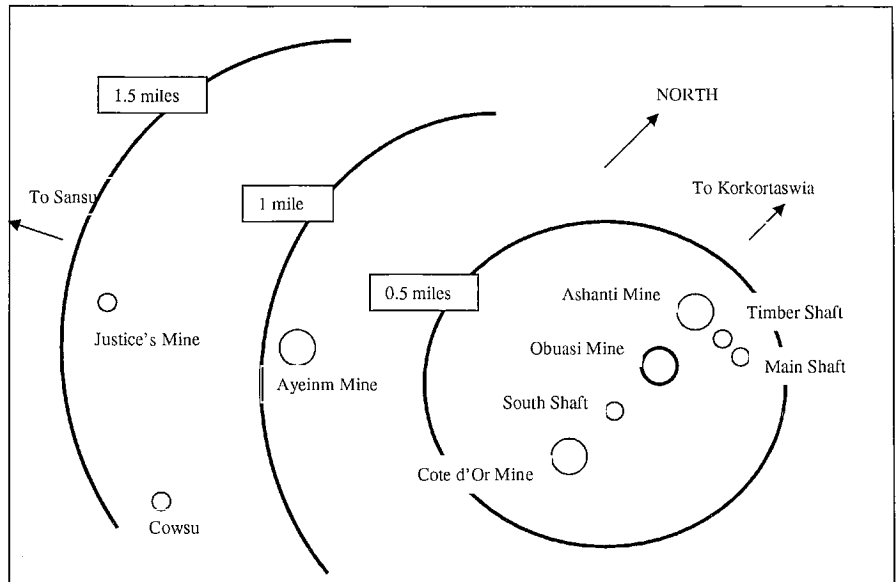 1.5 miles
NORTH
To Sansu
1 mile
To Korkortaswia
0.5 miles
Ashanti Mine
Timber Shaft
Justice's Mine
Obuasi Mine
Main Shaft
Ayeinm Mine
South Shaft
Cote d'Or Mine
Cowsu